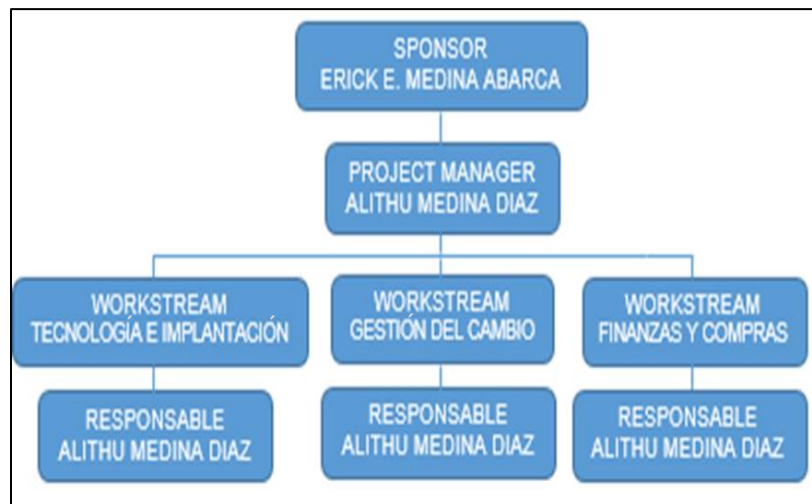 SPONSOR
ERICK E. MEDINA ABARCA
PROJECT MANAGER
ALITHU MEDINA DIAZ
WORKSTREAM
TECNOLOGÍA E IMPLANTACIÓN
WORKSTREAM
GESTIÓN DEL CAMBIO
WORKSTREAM
FINANZAS Y COMPRAS
RESPONSABLE
ALITHU MEDINA DIAZ
RESPONSABLE
ALITHU MEDINA DIAZ
RESPONSABLE
ALITHU MEDINA DIAZ